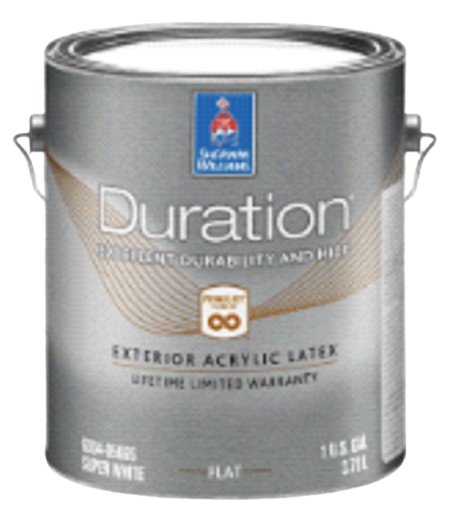 SHERWIN
WILLIAMS
Duration
EXCELLENT DURABILITY AND HIDE
∞
EXTERIOR ACRYLIC LATEX
LIFETIME LIMITED WARRANTY
SUPER WHITE
FLAT
1 U.S. Gal
3.78 L